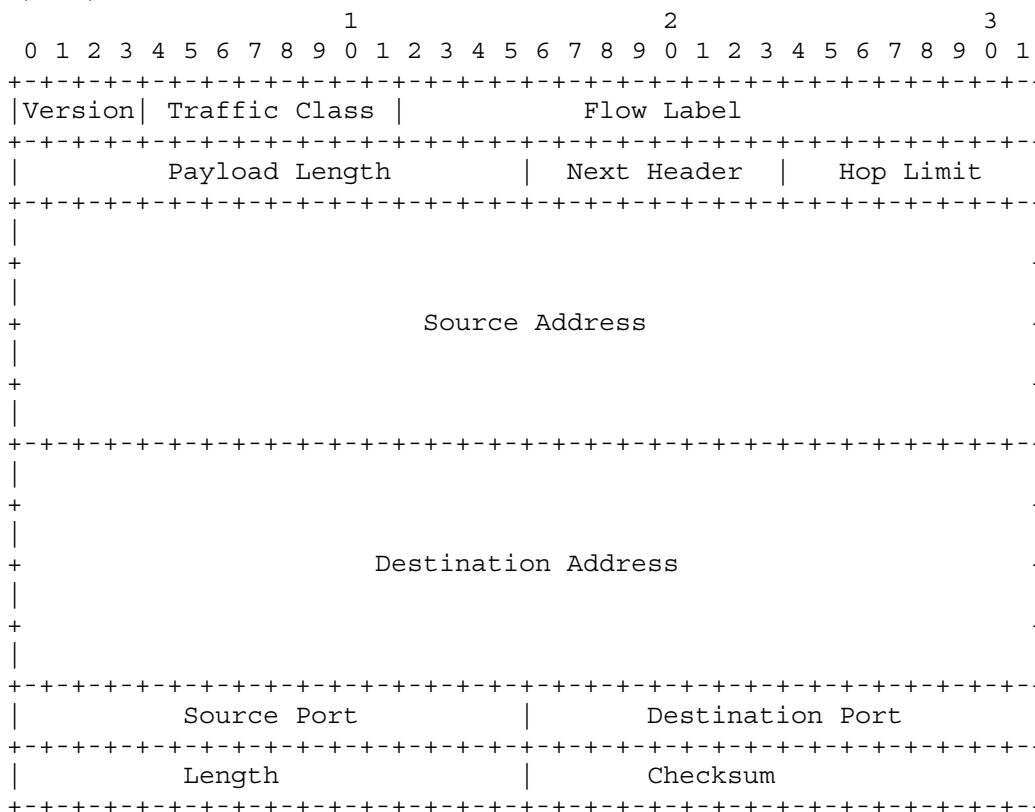 1 2 3
0 1 2 3 4 5 6 7 8 9 0 1 2 3 4 5 6 7 8 9 0 1 2 3 4 5 6 7 8 9 0 1
+-+-+-+-+-+-+-+-+-+-+-+-+-+-+-+-+-+-+-+-+-+-+-+-+-+-+-+-+-+-+-+-
|Version| Traffic Class | Flow Label
+-+-+-+-+-+-+-+-+-+-+-+-+-+-+-+-+-+-+-+-+-+-+-+-+-+-+-+-+-+-+-+-
| Payload Length | Next Header | Hop Limit
+-+-+-+-+-+-+-+-+-+-+-+-+-+-+-+-+-+-+-+-+-+-+-+-+-+-+-+-+-+-+-+-
|
+
|
+ Source Address
|
+
|
+-+-+-+-+-+-+-+-+-+-+-+-+-+-+-+-+-+-+-+-+-+-+-+-+-+-+-+-+-+-+-+-
|
+
|
+ Destination Address
|
+
|
+-+-+-+-+-+-+-+-+-+-+-+-+-+-+-+-+-+-+-+-+-+-+-+-+-+-+-+-+-+-+-+-
| Source Port | Destination Port
+-+-+-+-+-+-+-+-+-+-+-+-+-+-+-+-+-+-+-+-+-+-+-+-+-+-+-+-+-+-+-+-
| Length | Checksum
+-+-+-+-+-+-+-+-+-+-+-+-+-+-+-+-+-+-+-+-+-+-+-+-+-+-+-+-+-+-+-+-